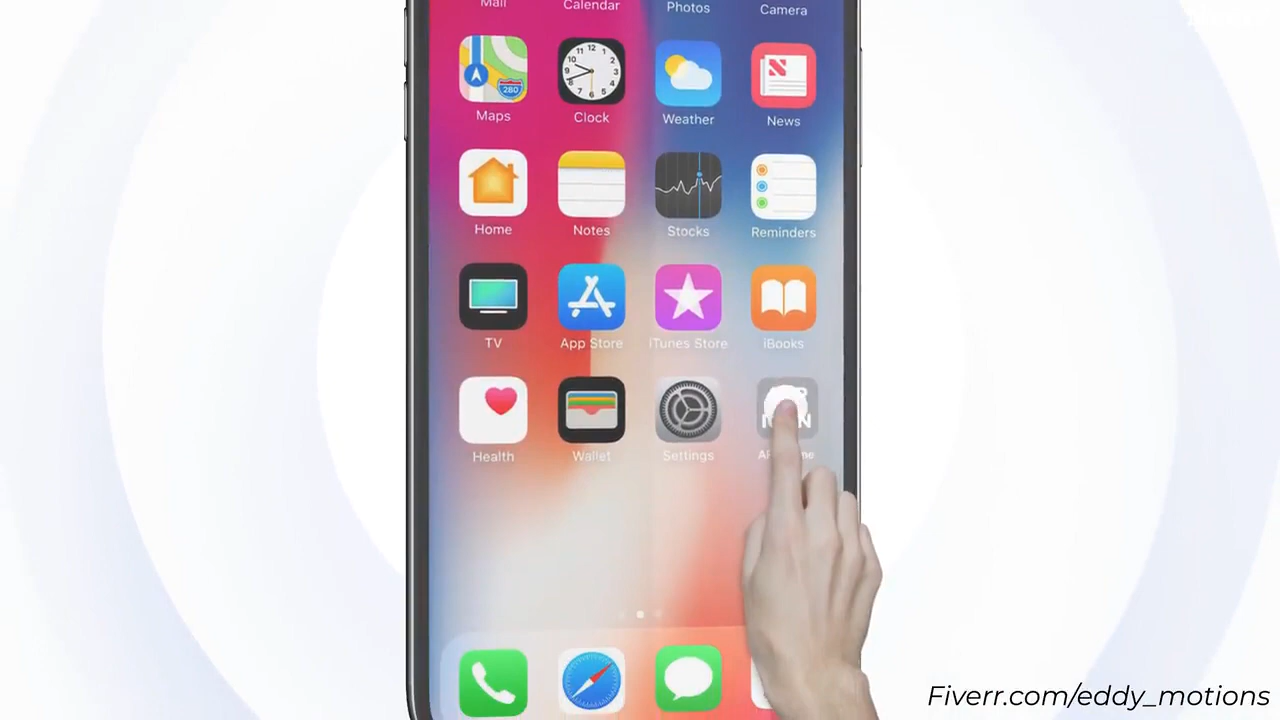 Mail Calendar Photos Camera
280
Maps Clock Weather News
Home Notes Stocks Reminders
TV App Store iTunes Store iBooks
Health Wallet Settings
Fiverr.com/eddy_motions